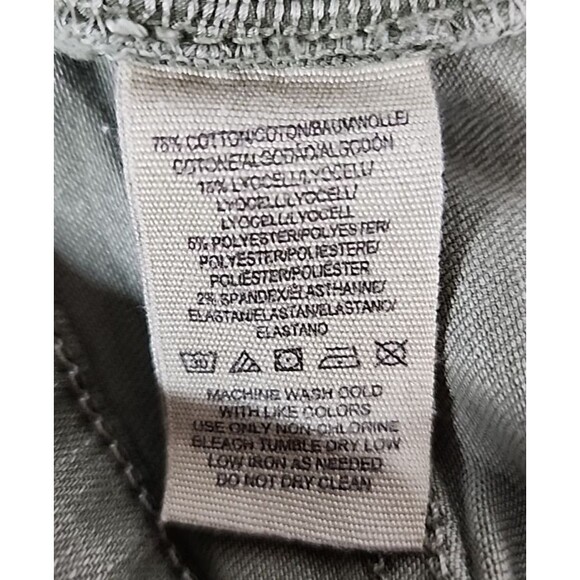 75% COTTON/COTON/BAUMWOLLE/
COTONE/ALGODÃO/ALGODÓN
18% LYOCELL/LYOCELL/
LYOCELL/LYOCELL/
LYOCELL/LYOCELL
5% POLYESTER/POLYESTER/
POLYESTER/POLIESTERE/
POLIÉSTER/POLIÉSTER
2% SPANDEX/ÉLASTHANNE/
ELASTAN/ELASTAN/ELASTANO/
ELASTANO
30
MACHINE WASH COLD
WITH LIKE COLORS
USE ONLY NON-CHLORINE
BLEACH TUMBLE DRY LOW
LOW IRON AS NEEDED
DO NOT DRY CLEAN